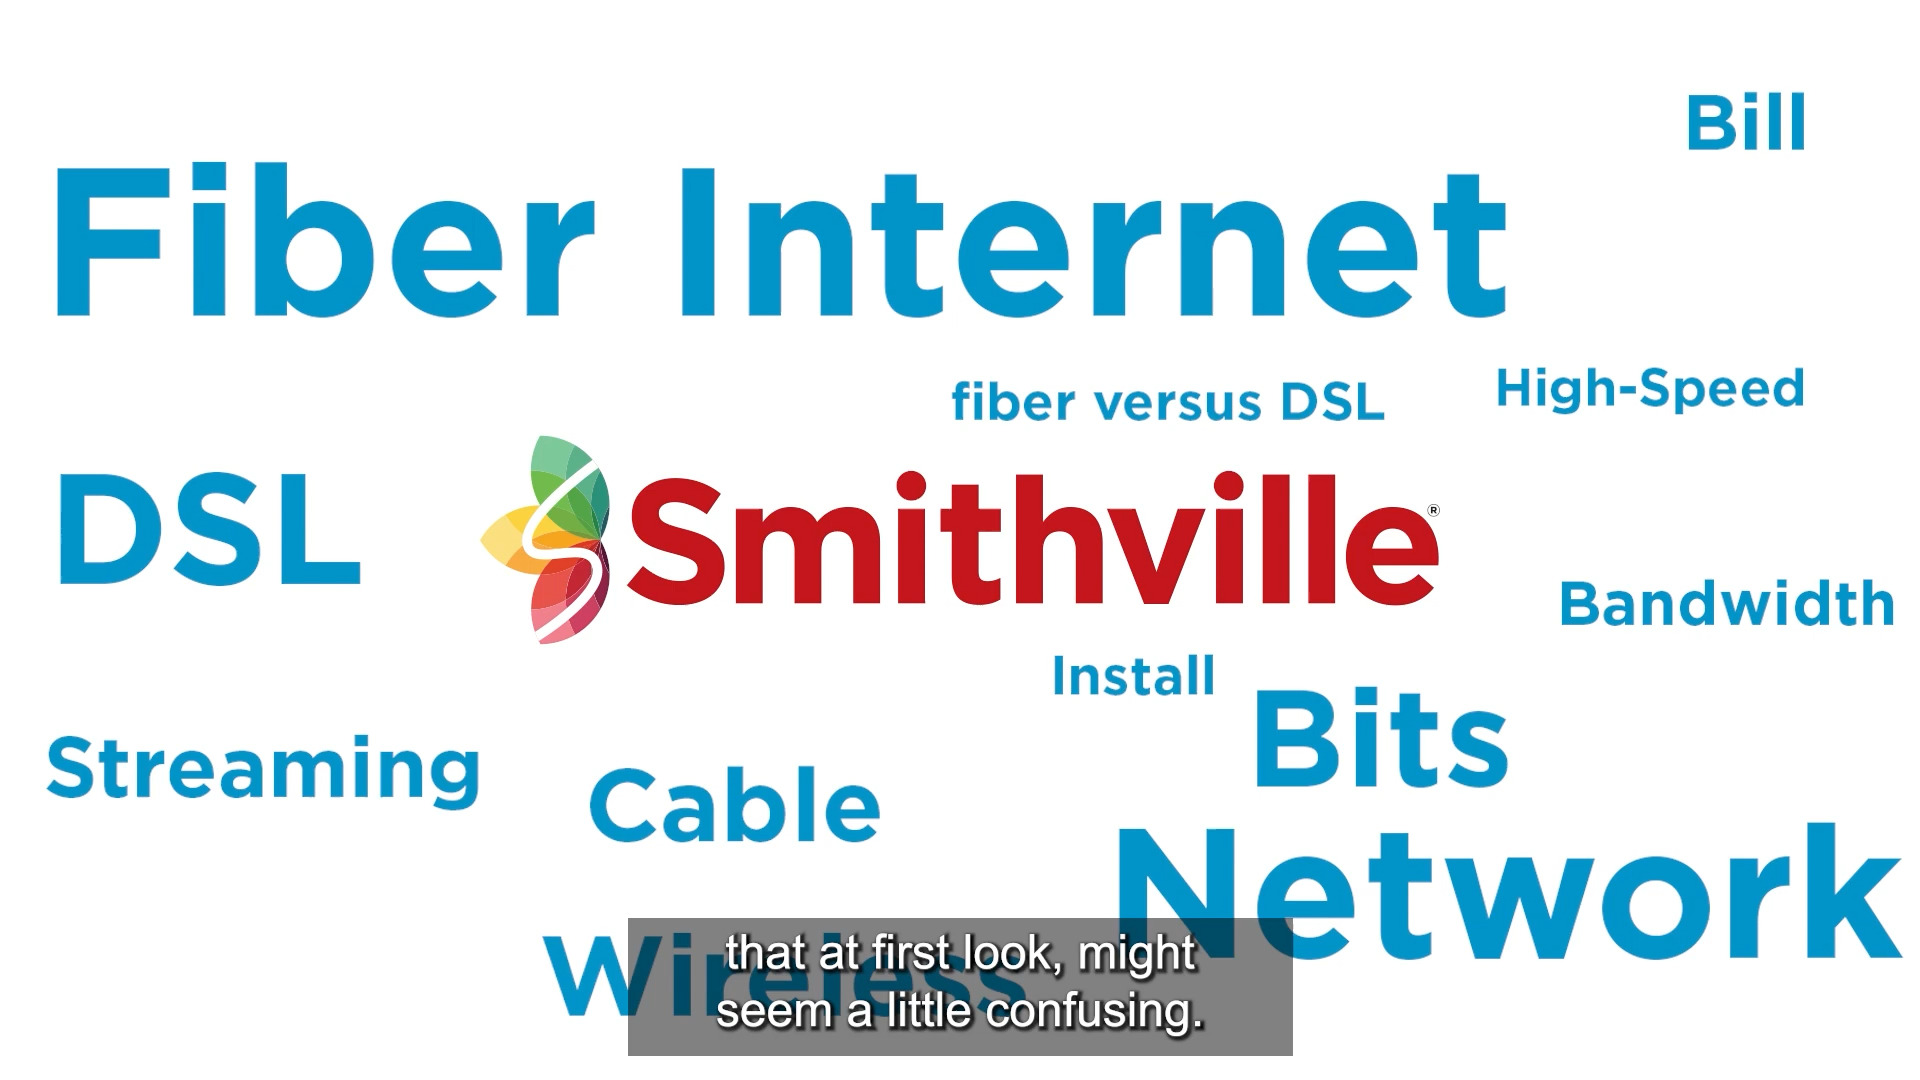 Bill
Fiber Internet
fiber versus DSL
High-Speed
DSL
Smithville®
Bandwidth
Install
Bits
Streaming
Cable
Network
Wireless
that at first look, might
seem a little confusing.